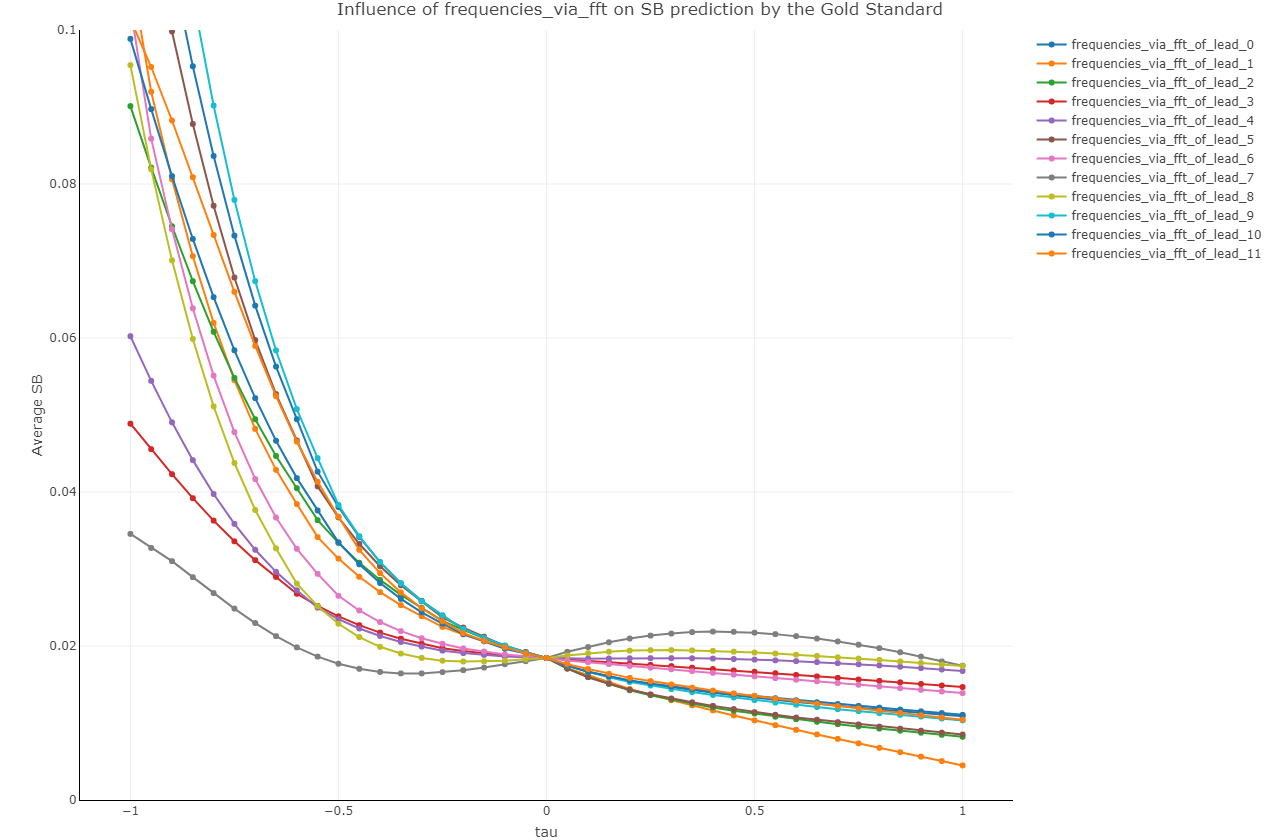 Influence of frequencies_via_fft on SB prediction by the Gold Standard
0.1
0.08
0.06
0.04
0.02
0
Average SB
−1
−0.5
0
0.5
1
tau
frequencies_via_fft_of_lead_0
frequencies_via_fft_of_lead_1
frequencies_via_fft_of_lead_2
frequencies_via_fft_of_lead_3
frequencies_via_fft_of_lead_4
frequencies_via_fft_of_lead_5
frequencies_via_fft_of_lead_6
frequencies_via_fft_of_lead_7
frequencies_via_fft_of_lead_8
frequencies_via_fft_of_lead_9
frequencies_via_fft_of_lead_10
frequencies_via_fft_of_lead_11